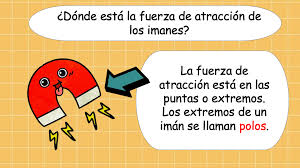 ¿Dónde está la fuerza de atracción de
los imanes?
La fuerza de
atracción está en las
puntas o extremos.
Los extremos de un
imán se llaman polos.